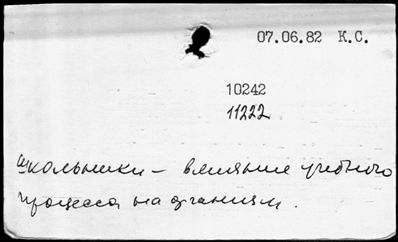 07.06.82 К.С.
10242
11222
Школьники – влияние учебного
процесса на организм.